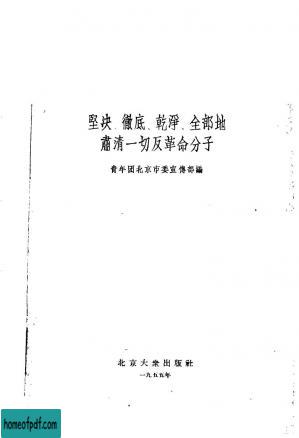 堅决、徹底、乾淨、全部地
肅清一切反革命分子
青年团北京市委宣傳部編
北京大衆出版社
一九五五年
homeofpdf.com